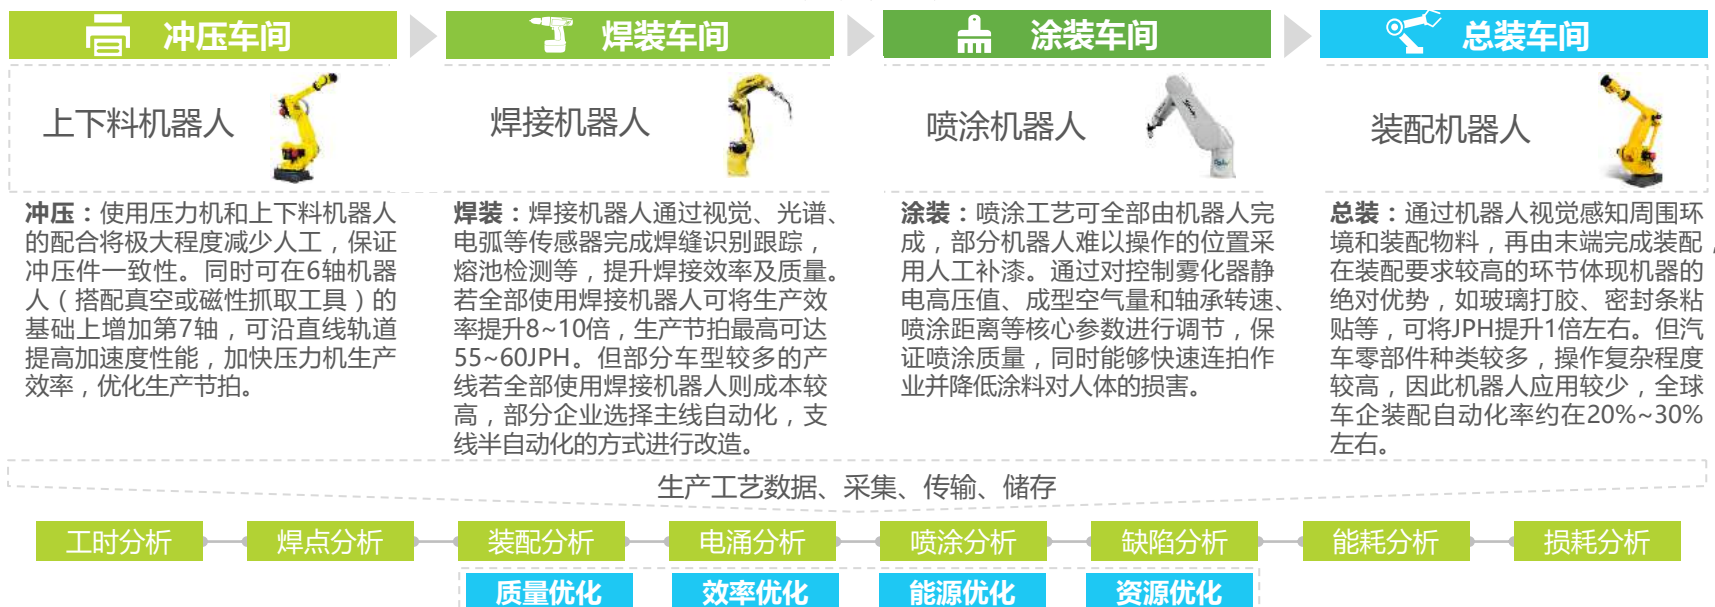 冲压车间
焊装车间
涂装车间
总装车间
上下料机器人
焊接机器人
喷涂机器人
装配机器人
冲压：使用压力机和上下料机器人
的配合将极大程度减少人工，保证
冲压件一致性。同时可在6轴机器
人（搭配真空或磁性抓取工具）的
基础上增加第7轴，可沿直线轨道
提高加速度性能，加快压力机生产
效率，优化生产节拍。
焊装：焊接机器人通过视觉、光谱、
电弧等传感器完成焊缝识别跟踪，
熔池检测等，提升焊接效率及质量。
若全部使用焊接机器人可将生产效
率提升8~10倍，生产节拍最高可达
55~60JPH。但部分车型较多的产
线若全部使用焊接机器人则成本较
高，部分企业选择主线自动化，支
线半自动化的方式进行改造。
涂装：喷涂工艺可全部由机器人完
成，部分机器人难以操作的位置采
用人工补漆。通过对控制雾化器静
电高压值、成型空气量和轴承转速、
喷涂距离等核心参数进行调节，保
证喷涂质量，同时能够快速连拍作
业并降低涂料对人体的损害。
总装：通过机器人视觉感知周围环
境和装配物料，再由末端完成装配，
在装配要求较高的环节体现机器的
绝对优势，如玻璃打胶、密封条粘
贴等，可将JPH提升1倍左右。但汽
车零部件种类较多，操作复杂程度
较高，因此机器人应用较少，全球
车企装配自动化率约在20%~30%
左右。
生产工艺数据、采集、传输、储存
工时分析
焊点分析
装配分析
电涌分析
喷涂分析
缺陷分析
能耗分析
损耗分析
质量优化
效率优化
能源优化
资源优化